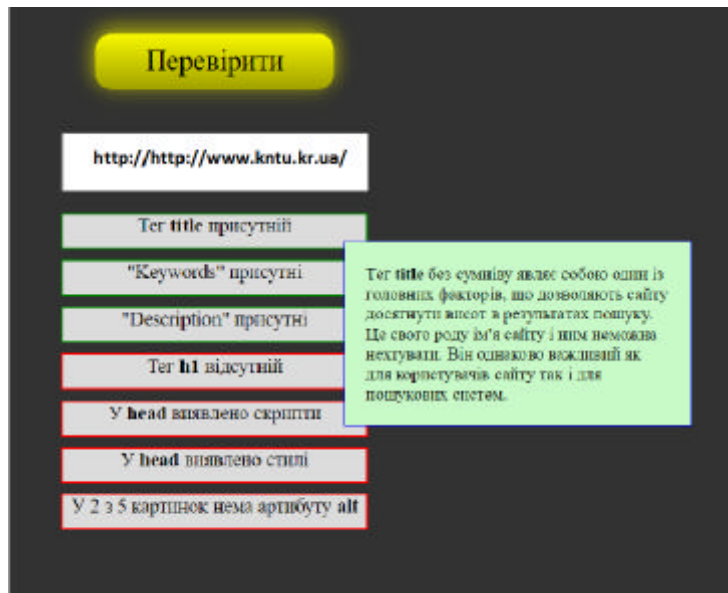 Перевірити
http://http://www.kntu.kr.ua/
Тег title присутній
"Keywords" присутні
"Description" присутні
Тег h1 відсутній
У head виявлено скрипти
У head виявлено стилі
У 2 з 5 картинок нема артибуту alt
Тег title без сумніву являє собою один із
головних факторів, що дозволяють сайту
досягнути висот в результатах пошуку.
Це свого роду ім'я сайту і ним неможна
нехтувати. Він однаково важливий як
для користувачів сайту так і для
пошукових систем.